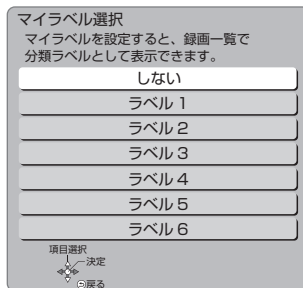 マイラベル選択
マイラベルを設定すると、録画一覧で
分類ラベルとして表示できます。
しない
ラベル 1
ラベル 2
ラベル 3
ラベル 4
ラベル 5
ラベル 6
項目選択
決定
戻る